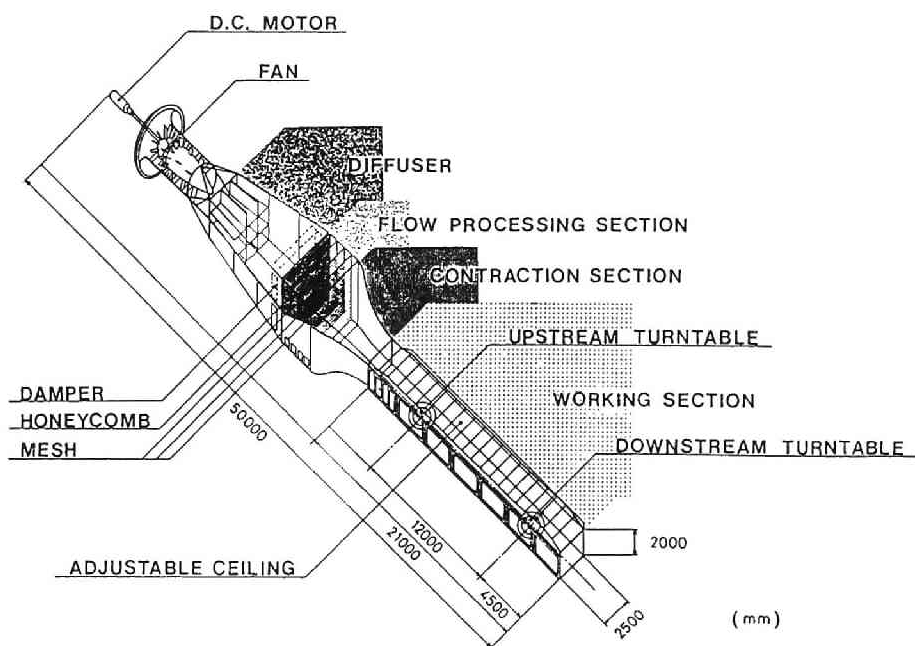 D.C. MOTOR
FAN
DIFFUSER
FLOW PROCESSING SECTION
CONTRACTION SECTION
UPSTREAM TURNTABLE
WORKING SECTION
DOWNSTREAM TURNTABLE
DAMPER
HONEYCOMB
MESH
50000
12000
21000
4500
2000
2500
ADJUSTABLE CEILING
(mm)